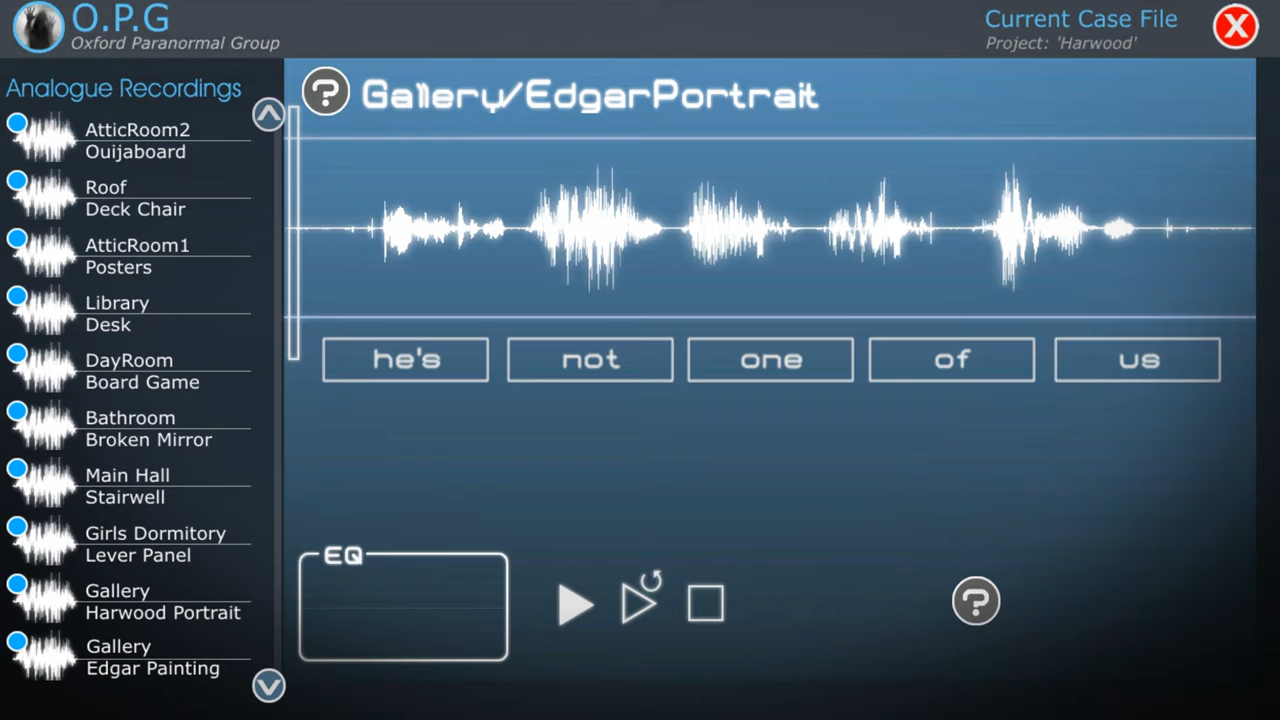 O.P.G
Oxford Paranormal Group
Current Case File
Project: 'Harwood'
X
Analogue Recordings
AtticRoom2
Ouijaboard
Roof
Deck Chair
AtticRoom1
Posters
Library
Desk
DayRoom
Board Game
Bathroom
Broken Mirror
Main Hall
Stairwell
Girls Dormitory
Lever Panel
Gallery
Harwood Portrait
Gallery
Edgar Painting
? Gallery/EdgarPortrait
he's not one of us
EQ
?